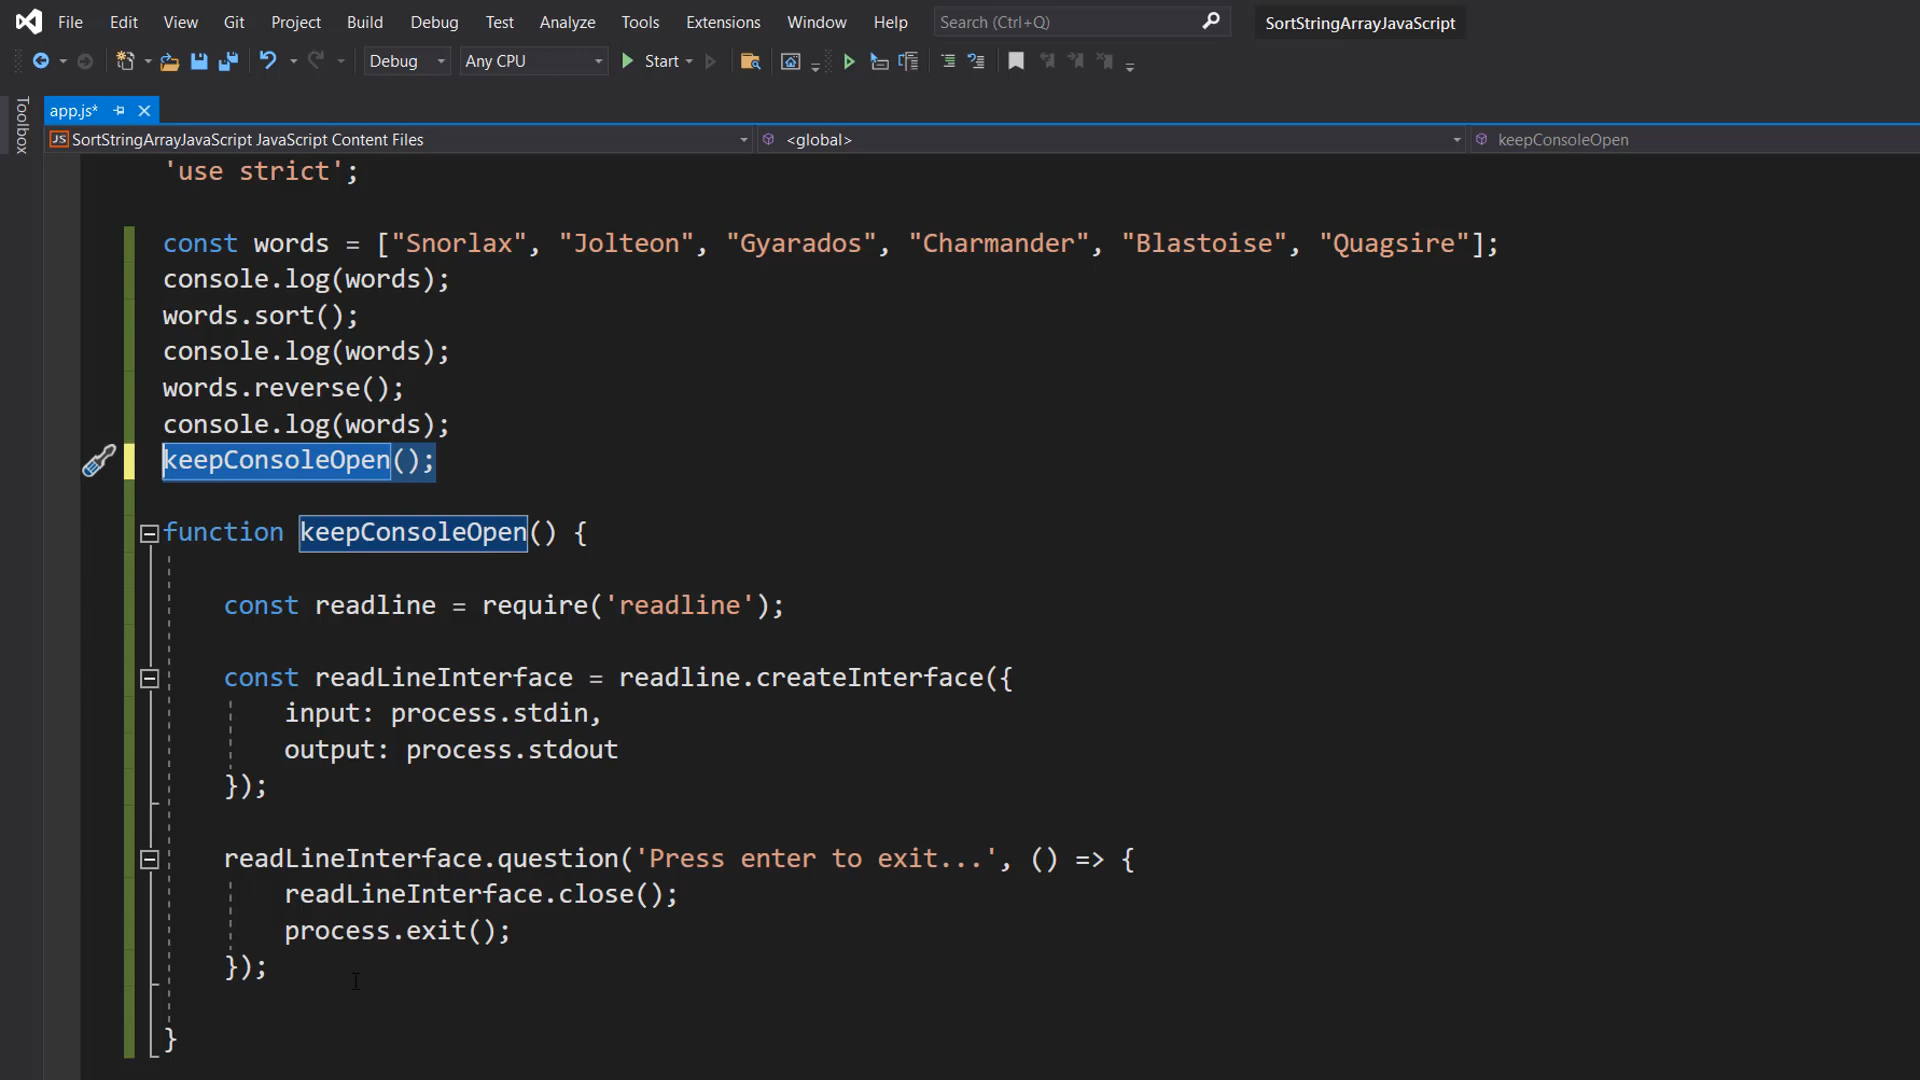 File Edit View Git Project Build Debug Test Analyze Tools Extensions Window Help Search (Ctrl+Q) SortStringArrayJavaScript
Debug Any CPU Start
Toolbox
app.js*
JS SortStringArrayJavaScript JavaScript Content Files <global> keepConsoleOpen
'use strict';
const words = ["Snorlax", "Jolteon", "Gyarados", "Charmander", "Blastoise", "Quagsire"];
console.log(words);
words.sort();
console.log(words);
words.reverse();
console.log(words);
keepConsoleOpen();
function keepConsoleOpen() {
const readline = require('readline');
const readLineInterface = readline.createInterface({
input: process.stdin,
output: process.stdout
});
readLineInterface.question('Press enter to exit...', () => {
readLineInterface.close();
process.exit();
});
}